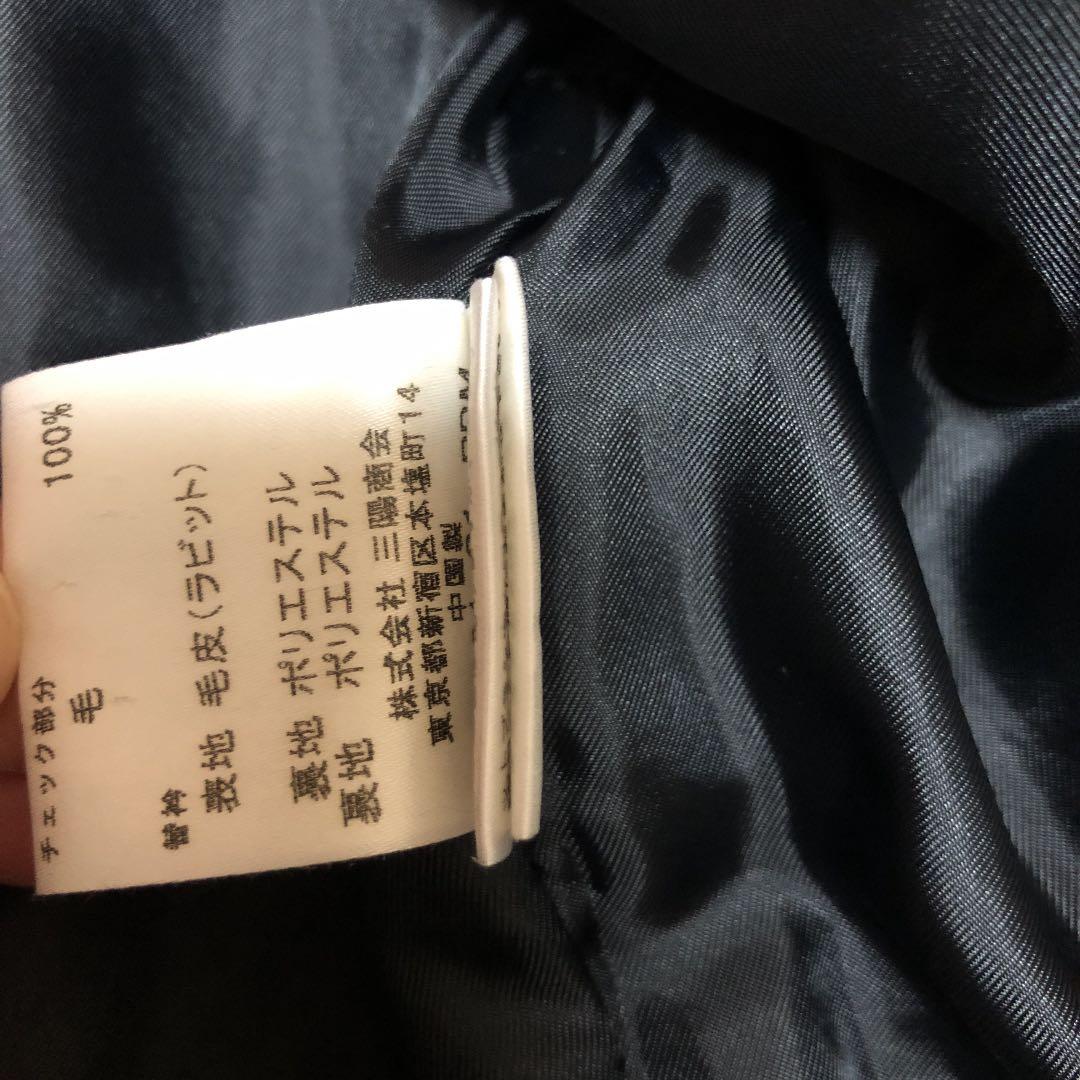 チェック部分
毛 100%
替衿
表地 毛皮(ラビット)
裏地 ポリエステル
裏地 ポリエステル
株式会社 三陽商会
東京都新宿区本塩町14
中国製